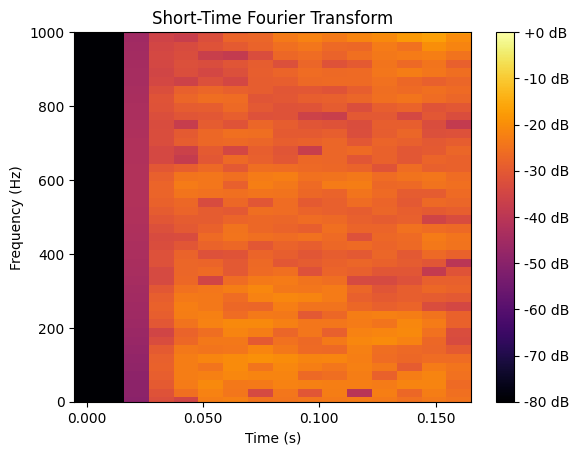 Short-Time Fourier Transform
1000
800
600
400
200
0
Frequency (Hz)
0.000
0.050
0.100
0.150
Time (s)
+0 dB
-10 dB
-20 dB
-30 dB
-40 dB
-50 dB
-60 dB
-70 dB
-80 dB